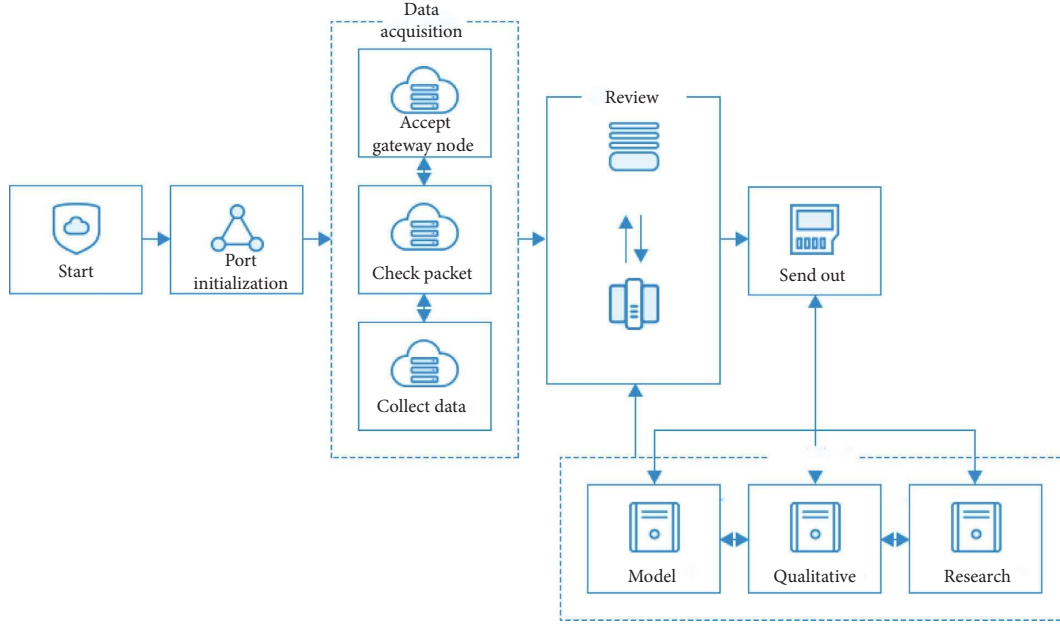 Data
acquisition
Accept
gateway node
Review
Start
Port
initialization
Check packet
Send out
Collect data
Model
Qualitative
Research